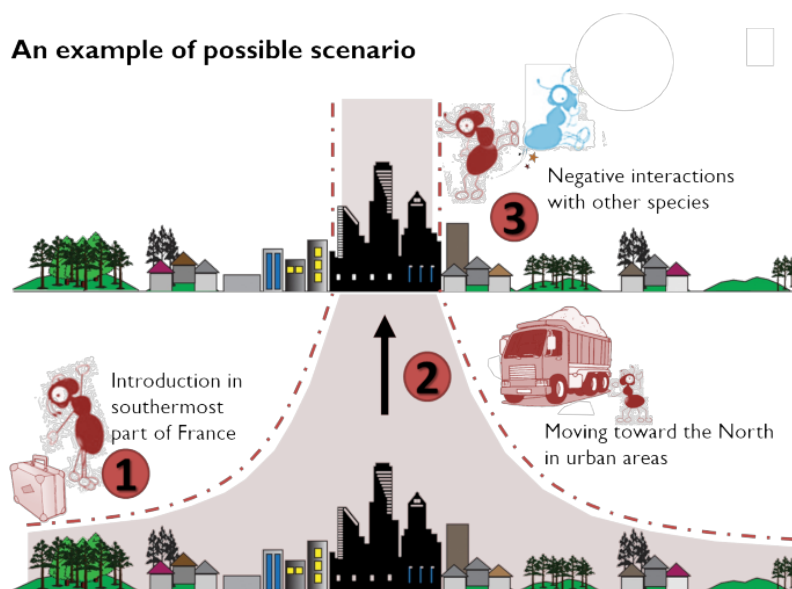 An example of possible scenario
Negative interactions
with other species
3
Introduction in
southermost
part of France
1
2
Moving toward the North
in urban areas